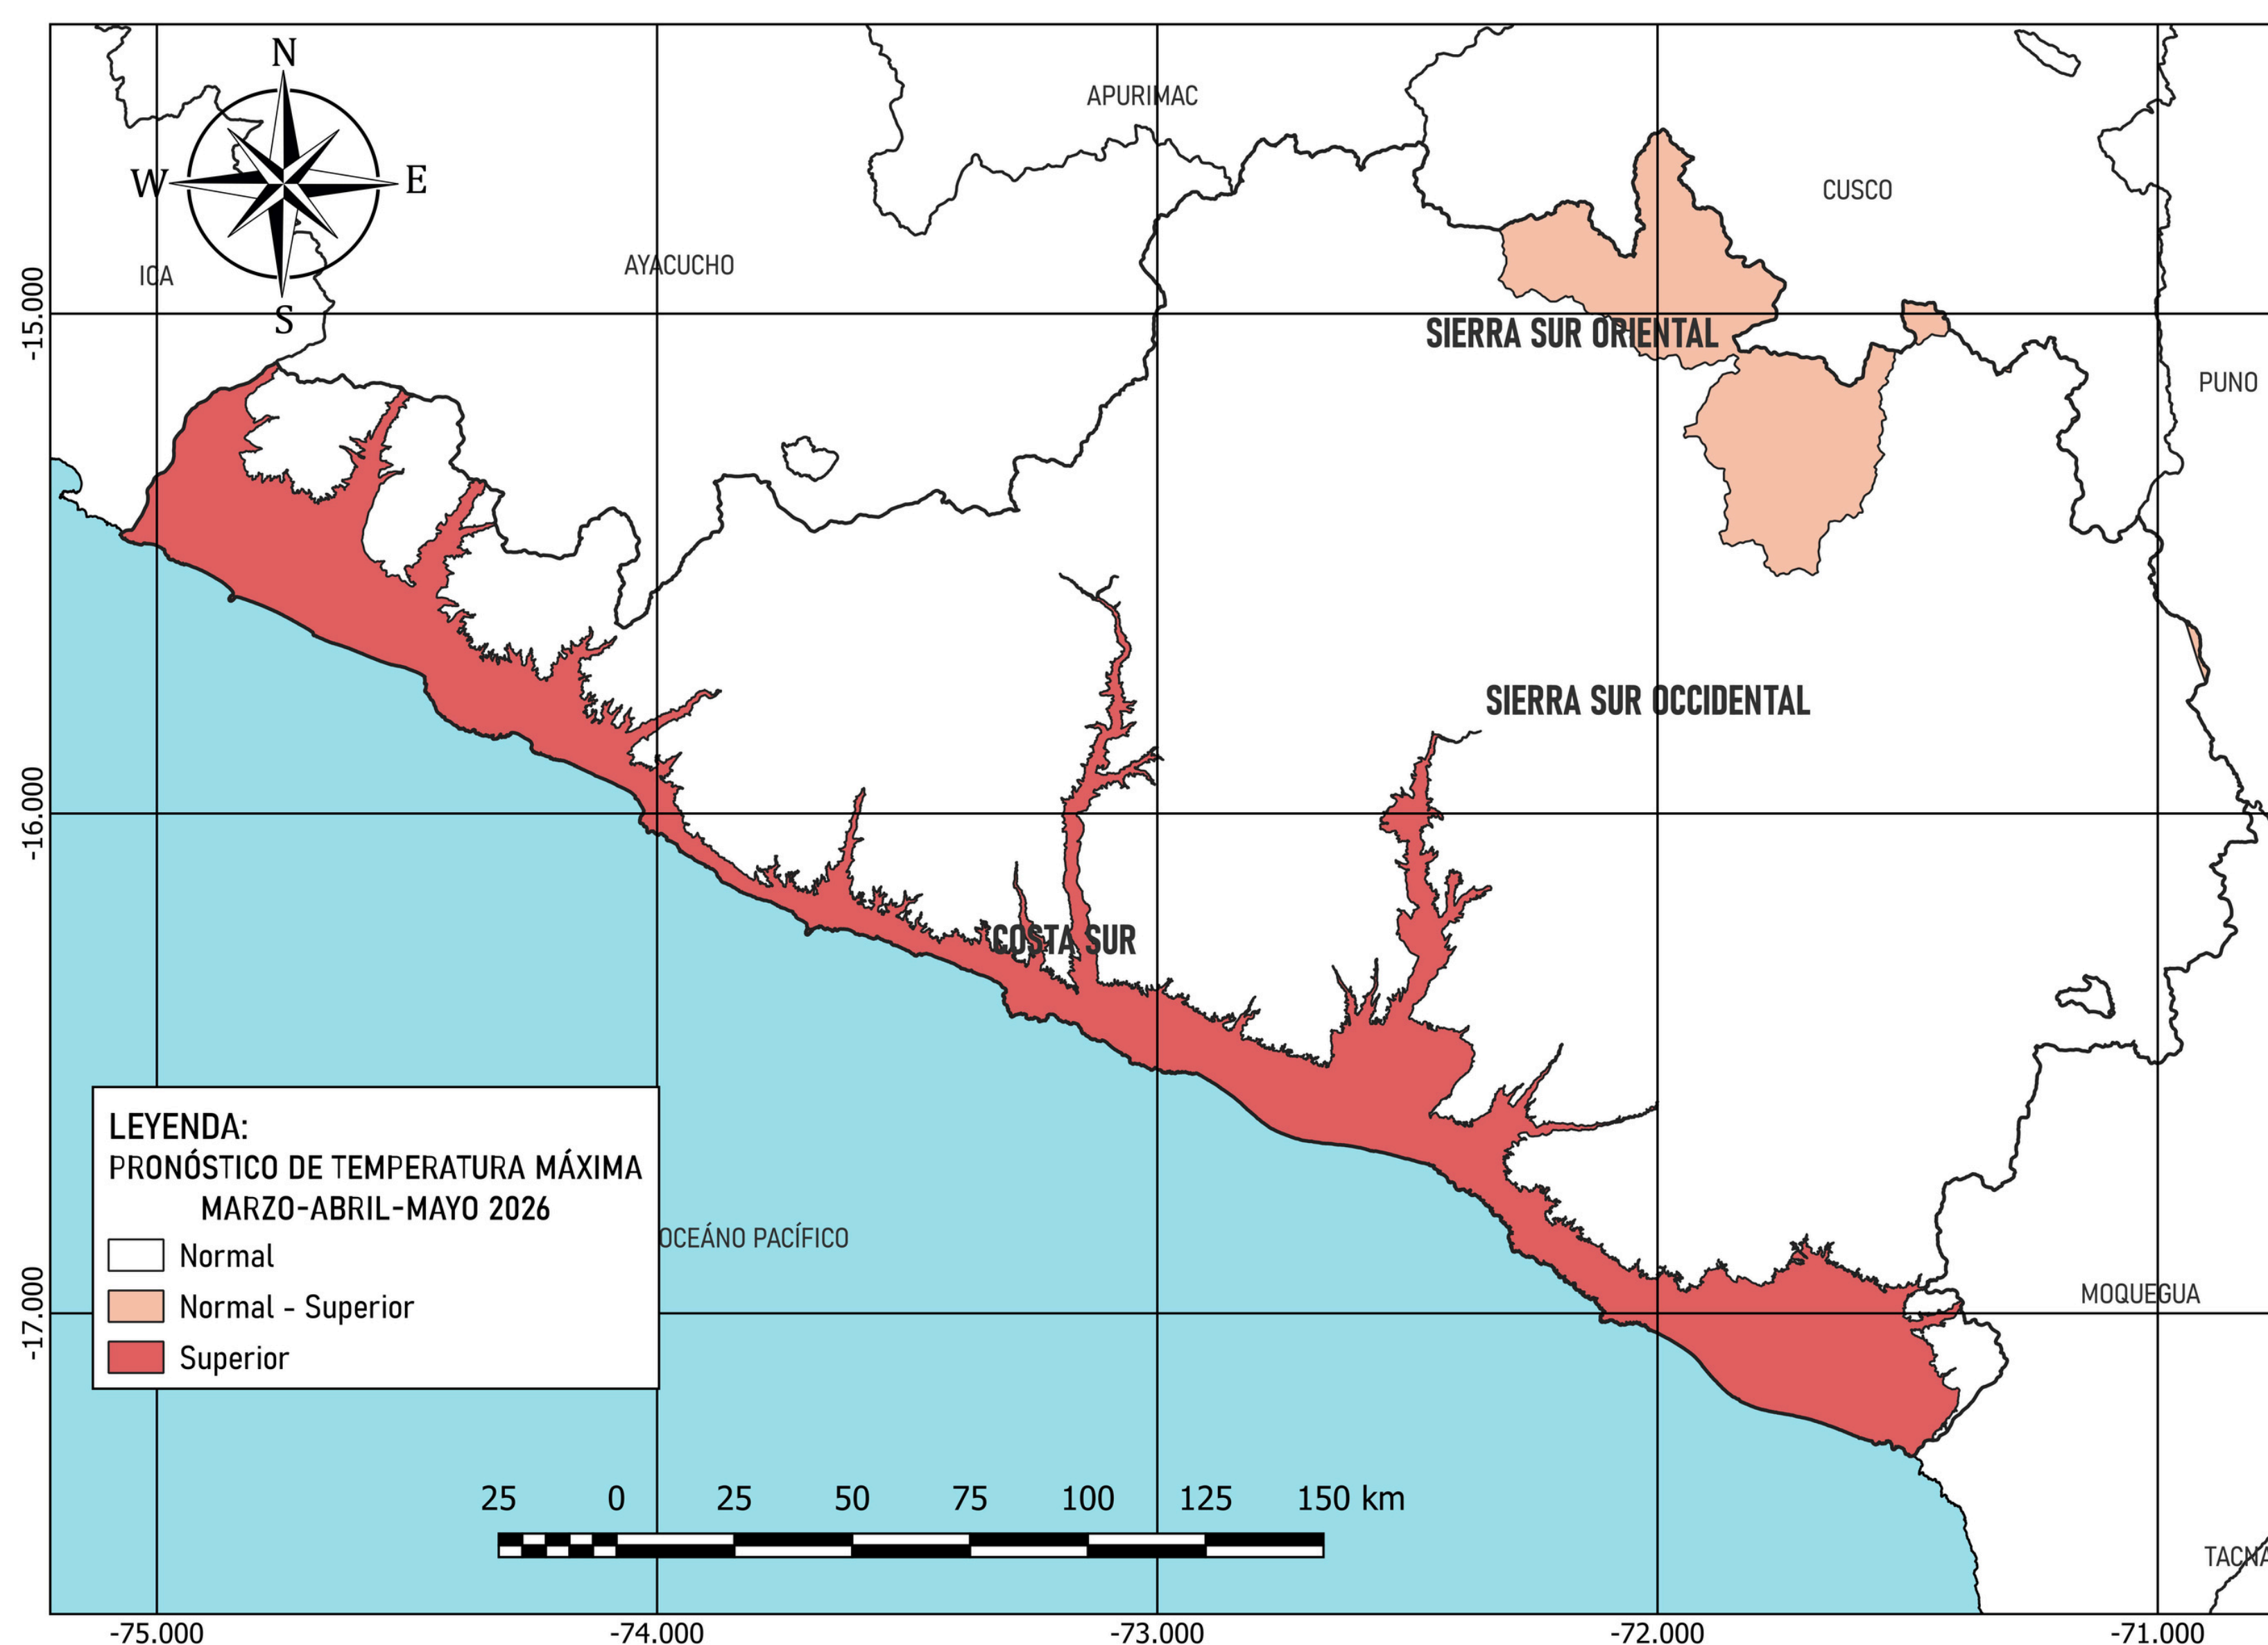 N
W
E
S
APURIMAC
CUSCO
ICA
AYACUCHO
-15.000
SIERRA SUR ORIENTAL
PUNO
SIERRA SUR OCCIDENTAL
-16.000
COSTA SUR
LEYENDA:
PRONÓSTICO DE TEMPERATURA MÁXIMA
MARZO-ABRIL-MAYO 2026
Normal
Normal - Superior
Superior
OCEÁNO PACÍFICO
-17.000
MOQUEGUA
25 0 25 50 75 100 125 150 km
TACNA
-75.000 -74.000 -73.000 -72.000 -71.000